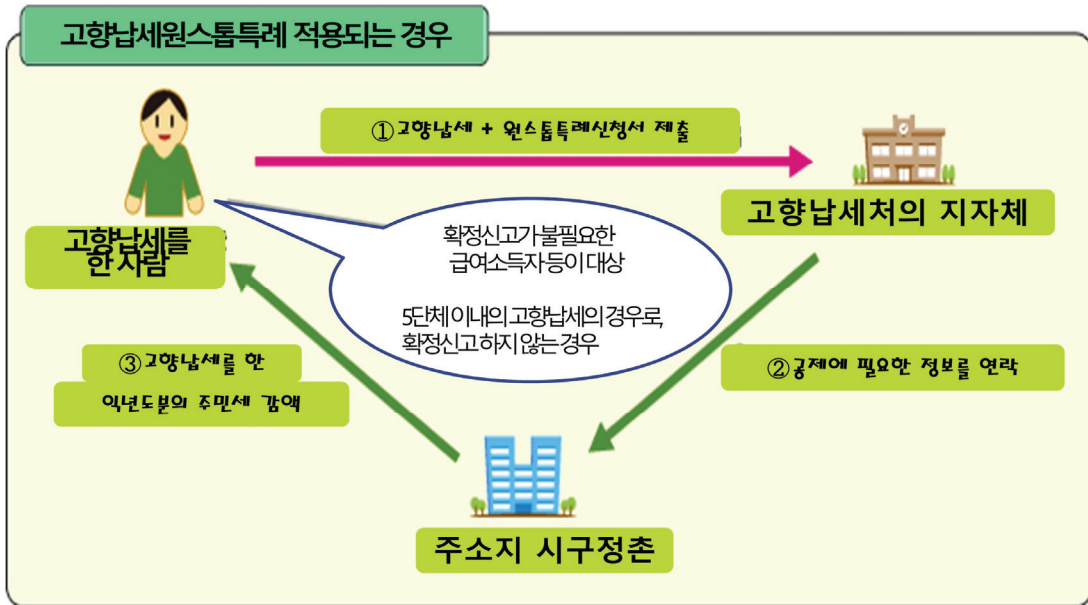 고향납세원스톱특례 적용되는 경우
①고향납세 + 원스톱특례신청서 제출
고향납세를
한 사람
고향납세처의 지자체
확정신고가 불필요한
급여소득자 등이 대상
5단체 이내의 고향납세의 경우로,
확정신고 하지 않는 경우
③고향납세를 한
익년도분의 주민세 감액
②공제에 필요한 정보를 연락
주소지 시구정촌